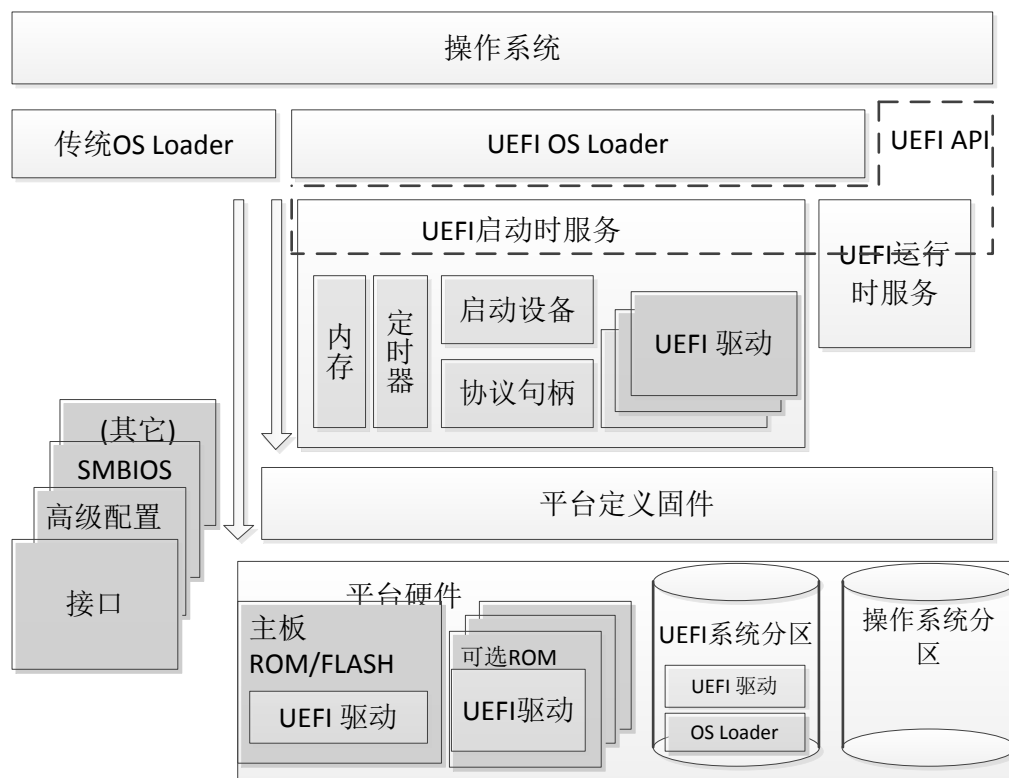 操作系统
传统OS Loader
UEFI OS Loader
UEFI API
UEFI启动时服务
UEFI运行
时服务
内
存
定
时
器
启动设备
协议句柄
UEFI 驱动
(其它)
SMBIOS
高级配置
接口
平台定义固件
平台硬件
主板
ROM/FLASH
UEFI 驱动
可选ROM
UEFI驱动
UEFI系统分区
UEFI 驱动
OS Loader
操作系统分
区